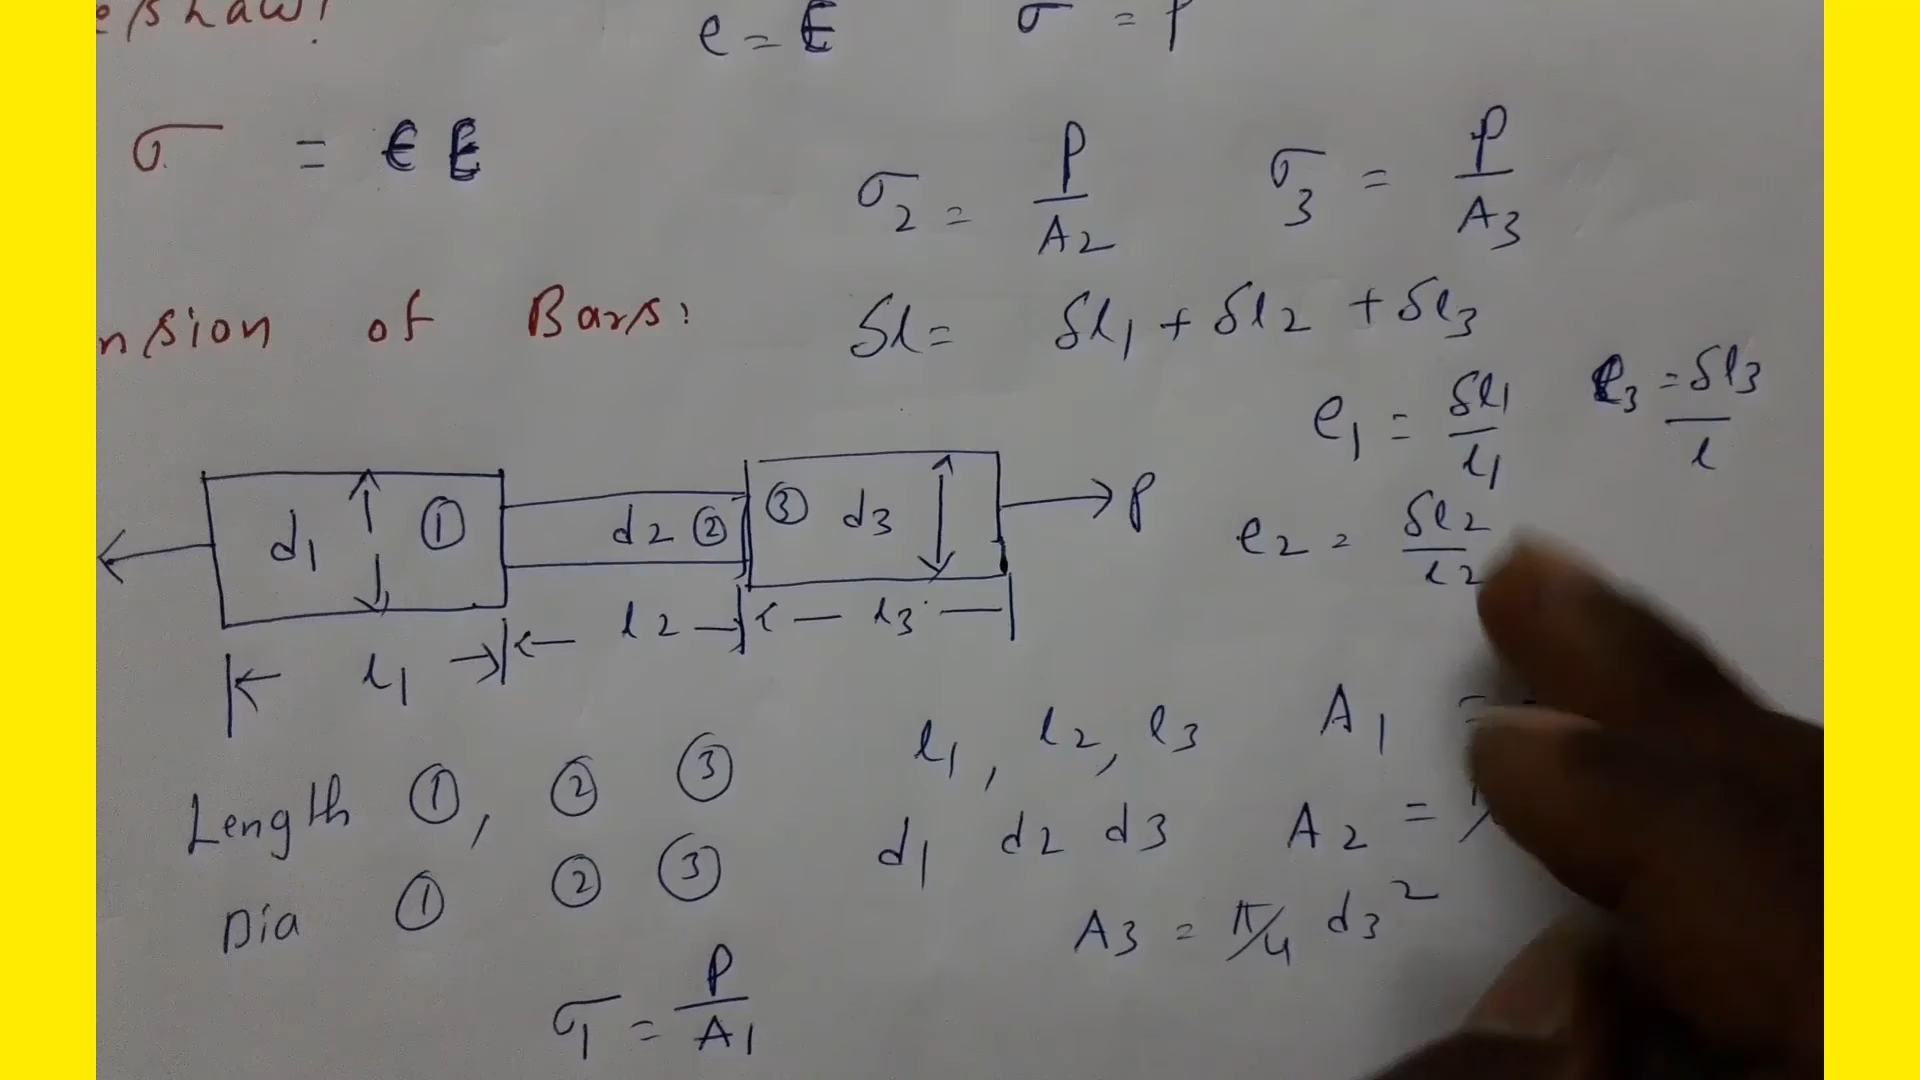 e = E
σ = P
σ = ϵ E
σ2 = P/A2
σ3 = P/A3
nsion of Bars:
δl = δl1 + δl2 + δl3
e1 = δl1/l1
e3 = δl3/l
d1 ①
d2 ②
③ d3
P
e2 = δl2/l2
l1
l2
l3
Length ①, ② ③
l1, l2, l3
A1 =
Dia ① ② ③
d1 d2 d3
A2 =
A3 = π/4 d3²
σ1 = P/A1